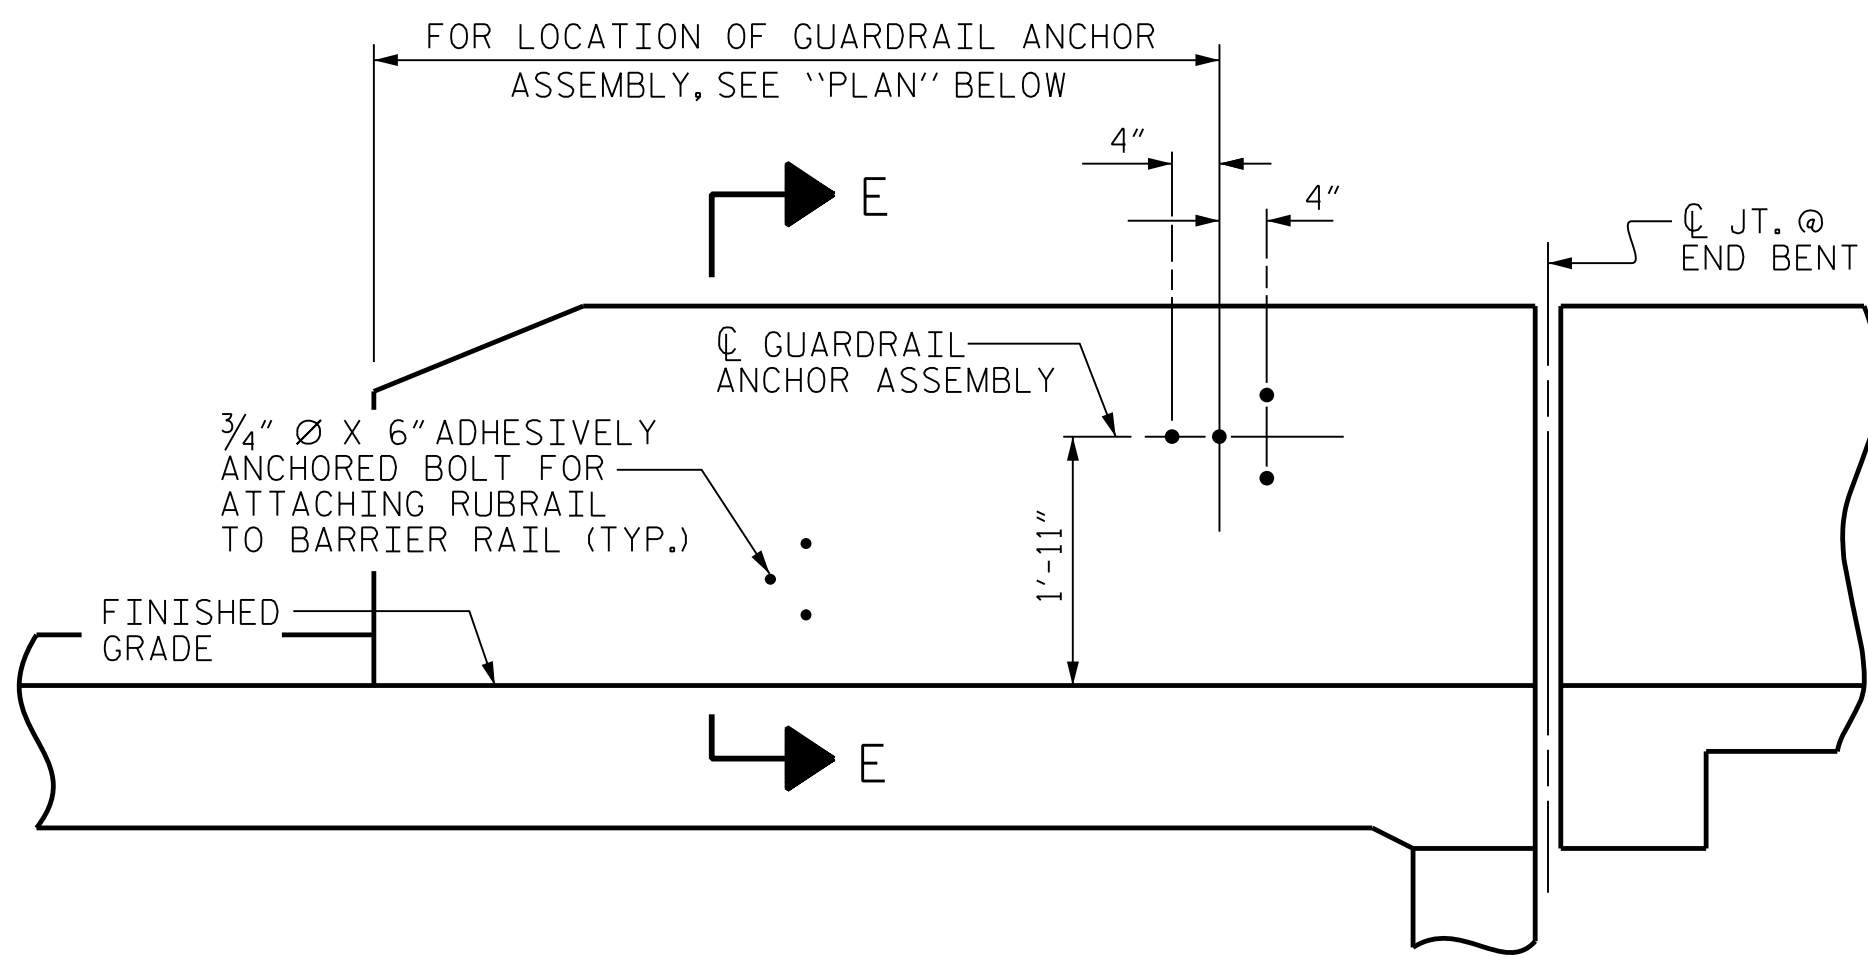 FOR LOCATION OF GUARDRAIL ANCHOR
ASSEMBLY, SEE "PLAN" BELOW
4"
4"
E
℄ JT. @
END BENT
℄ GUARDRAIL
ANCHOR ASSEMBLY
¾" Ø X 6" ADHESIVELY
ANCHORED BOLT FOR
ATTACHING RUBRAIL
TO BARRIER RAIL (TYP.)
1'-11"
FINISHED
GRADE
E